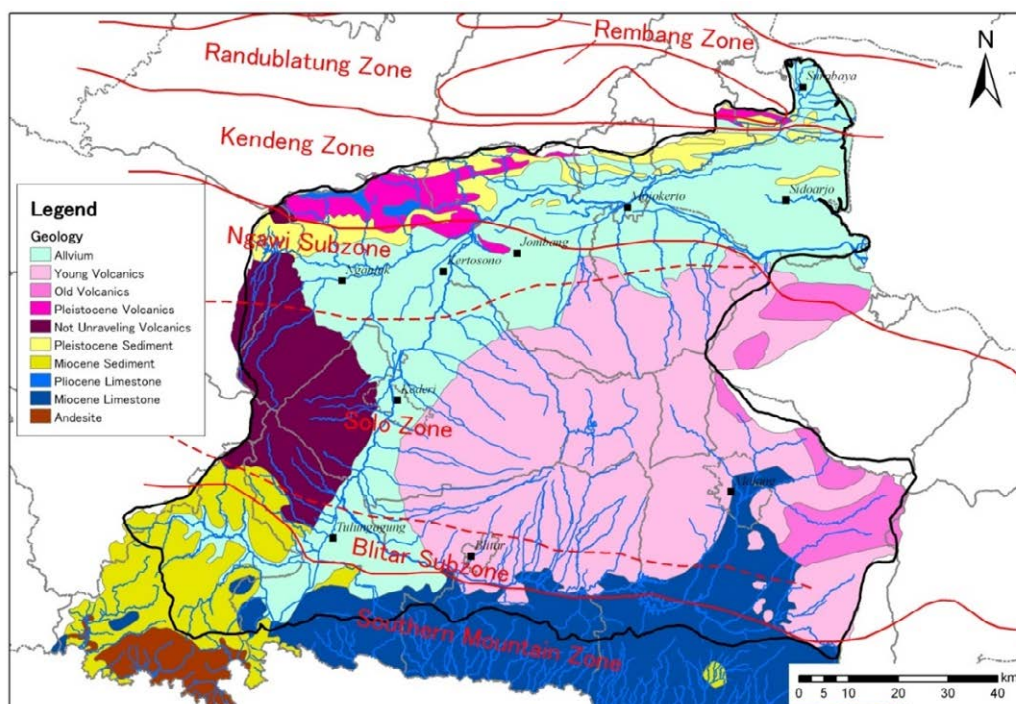 Rembang Zone
Randublatung Zone
N
Surabaya
Kendeng Zone
Legend
Geology
Allvium
Young Volcanics
Old Volcanics
Pleistocene Volcanics
Not Unraveling Volcanics
Pleistocene Sediment
Miocene Sediment
Pliocene Limestone
Miocene Limestone
Andesite
Sidoarjo
Mojokerto
Ngawi Subzone
Jombang
Kertosono
Nganjuk
Kederi
Solo Zone
Malang
Tulungagung
Blitar
Blitar Subzone
Southern Mountain Zone
km
0 5 10 20 30 40